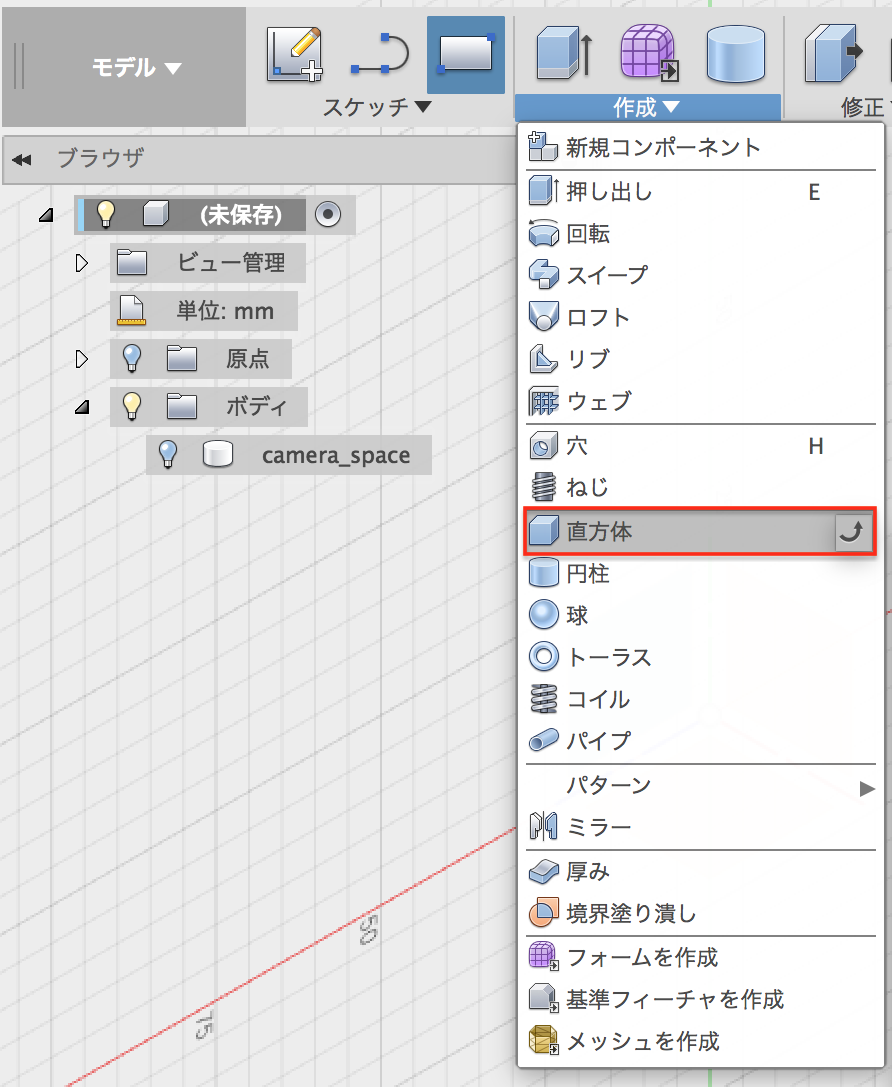 モデル
スケッチ
作成
修正
ブラウザ
(未保存)
ビュー管理
単位: mm
原点
ボディ
camera_space
新規コンポーネント
押し出し E
回転
スイープ
ロフト
リブ
ウェブ
穴 H
ねじ
直方体
円柱
球
トーラス
コイル
パイプ
パターン
ミラー
厚み
境界塗り潰し
フォームを作成
基準フィーチャを作成
メッシュを作成
50
75